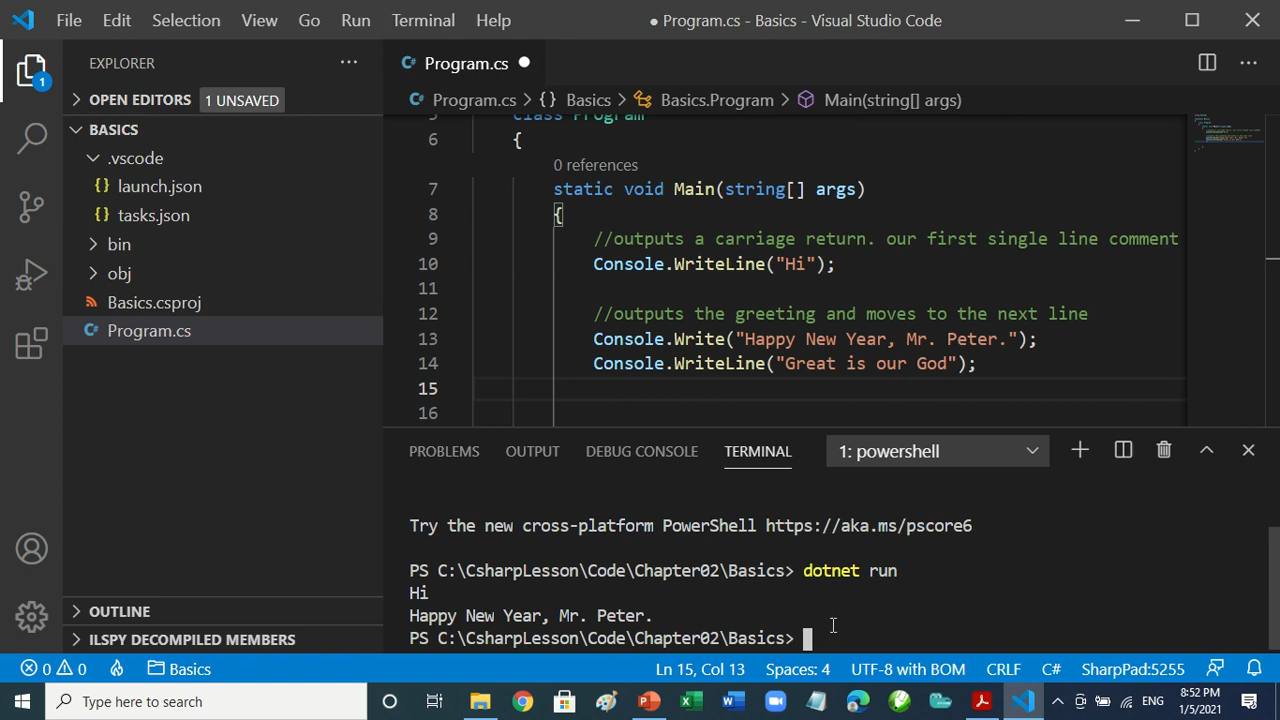 File Edit Selection View Go Run Terminal Help ● Program.cs - Basics - Visual Studio Code
EXPLORER
OPEN EDITORS 1 UNSAVED
BASICS
.vscode
{} launch.json
{} tasks.json
bin
obj
Basics.csproj
C# Program.cs
OUTLINE
ILSPY DECOMPILED MEMBERS
1
C# Program.cs ●
C# Program.cs > {} Basics > Basics.Program > Main(string[] args)
5 class Program
6 {
0 references
7 static void Main(string[] args)
8 {
9 //outputs a carriage return. our first single line comment
10 Console.WriteLine("Hi");
11
12 //outputs the greeting and moves to the next line
13 Console.Write("Happy New Year, Mr. Peter.");
14 Console.WriteLine("Great is our God");
15
16
PROBLEMS OUTPUT DEBUG CONSOLE TERMINAL 1: powershell
Try the new cross-platform PowerShell https://aka.ms/pscore6
PS C:\CsharpLesson\Code\Chapter02\Basics> dotnet run
Hi
Happy New Year, Mr. Peter.
PS C:\CsharpLesson\Code\Chapter02\Basics>
0 0 Basics Ln 15, Col 13 Spaces: 4 UTF-8 with BOM CRLF C# SharpPad:5255
Type here to search
ENG
8:52 PM
1/5/2021